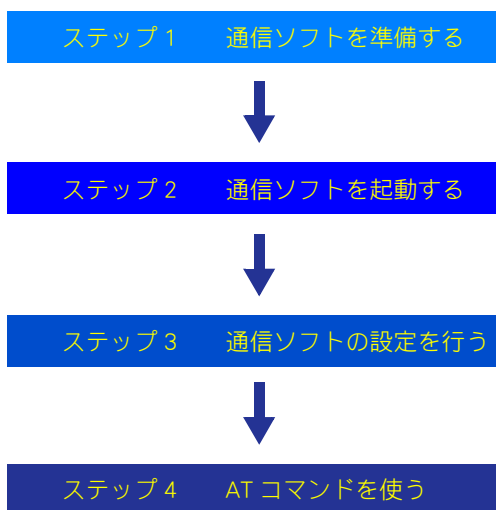 ステップ 1　　通信ソフトを準備する
ステップ 2　　通信ソフトを起動する
ステップ 3　　通信ソフトの設定を行う
ステップ 4　　AT コマンドを使う